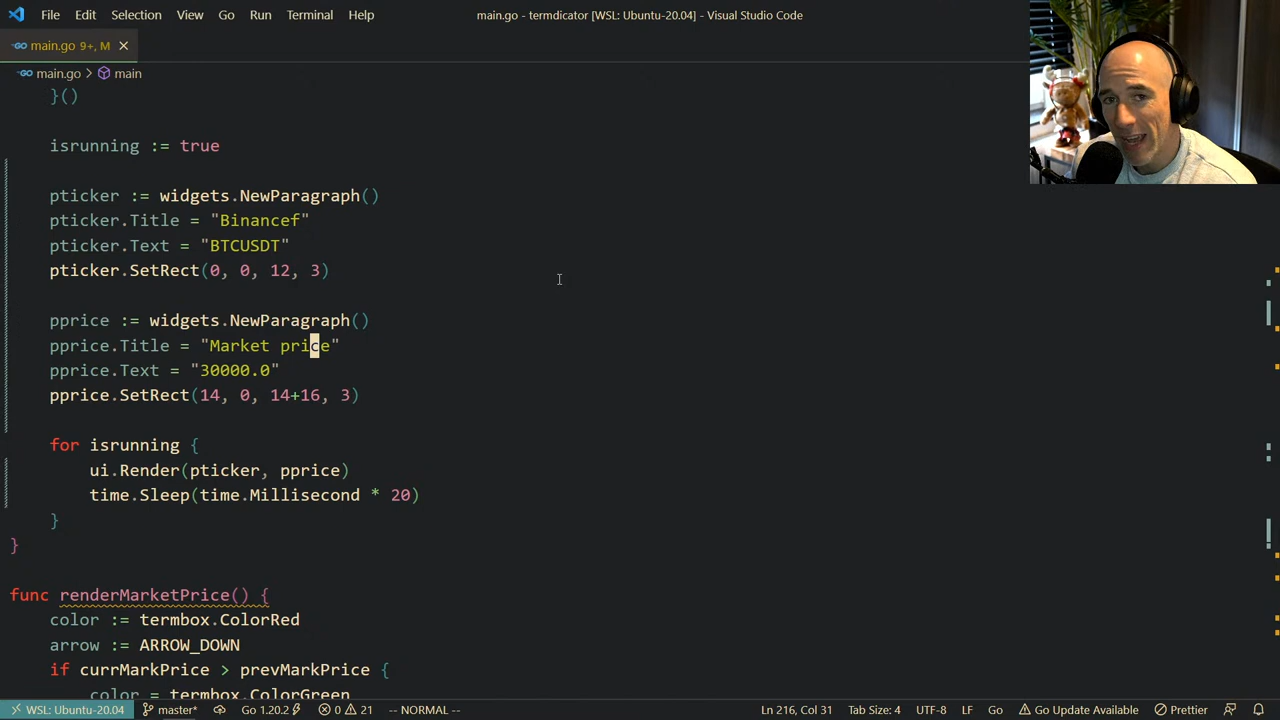 File Edit Selection View Go Run Terminal Help
main.go - termdicator [WSL: Ubuntu-20.04] - Visual Studio Code
main.go 9+, M
main.go > main
}()
isrunning := true
pticker := widgets.NewParagraph()
pticker.Title = "Binancef"
pticker.Text = "BTCUSDT"
pticker.SetRect(0, 0, 12, 3)
pprice := widgets.NewParagraph()
pprice.Title = "Market price"
pprice.Text = "30000.0"
pprice.SetRect(14, 0, 14+16, 3)
for isrunning {
ui.Render(pticker, pprice)
time.Sleep(time.Millisecond * 20)
}
}
func renderMarketPrice() {
color := termbox.ColorRed
arrow := ARROW_DOWN
if currMarkPrice > prevMarkPrice {
color = termbox.ColorGreen
WSL: Ubuntu-20.04 master* Go 1.20.2 0 21 -- NORMAL -- Ln 216, Col 31 Tab Size: 4 UTF-8 LF Go Go Update Available Prettier